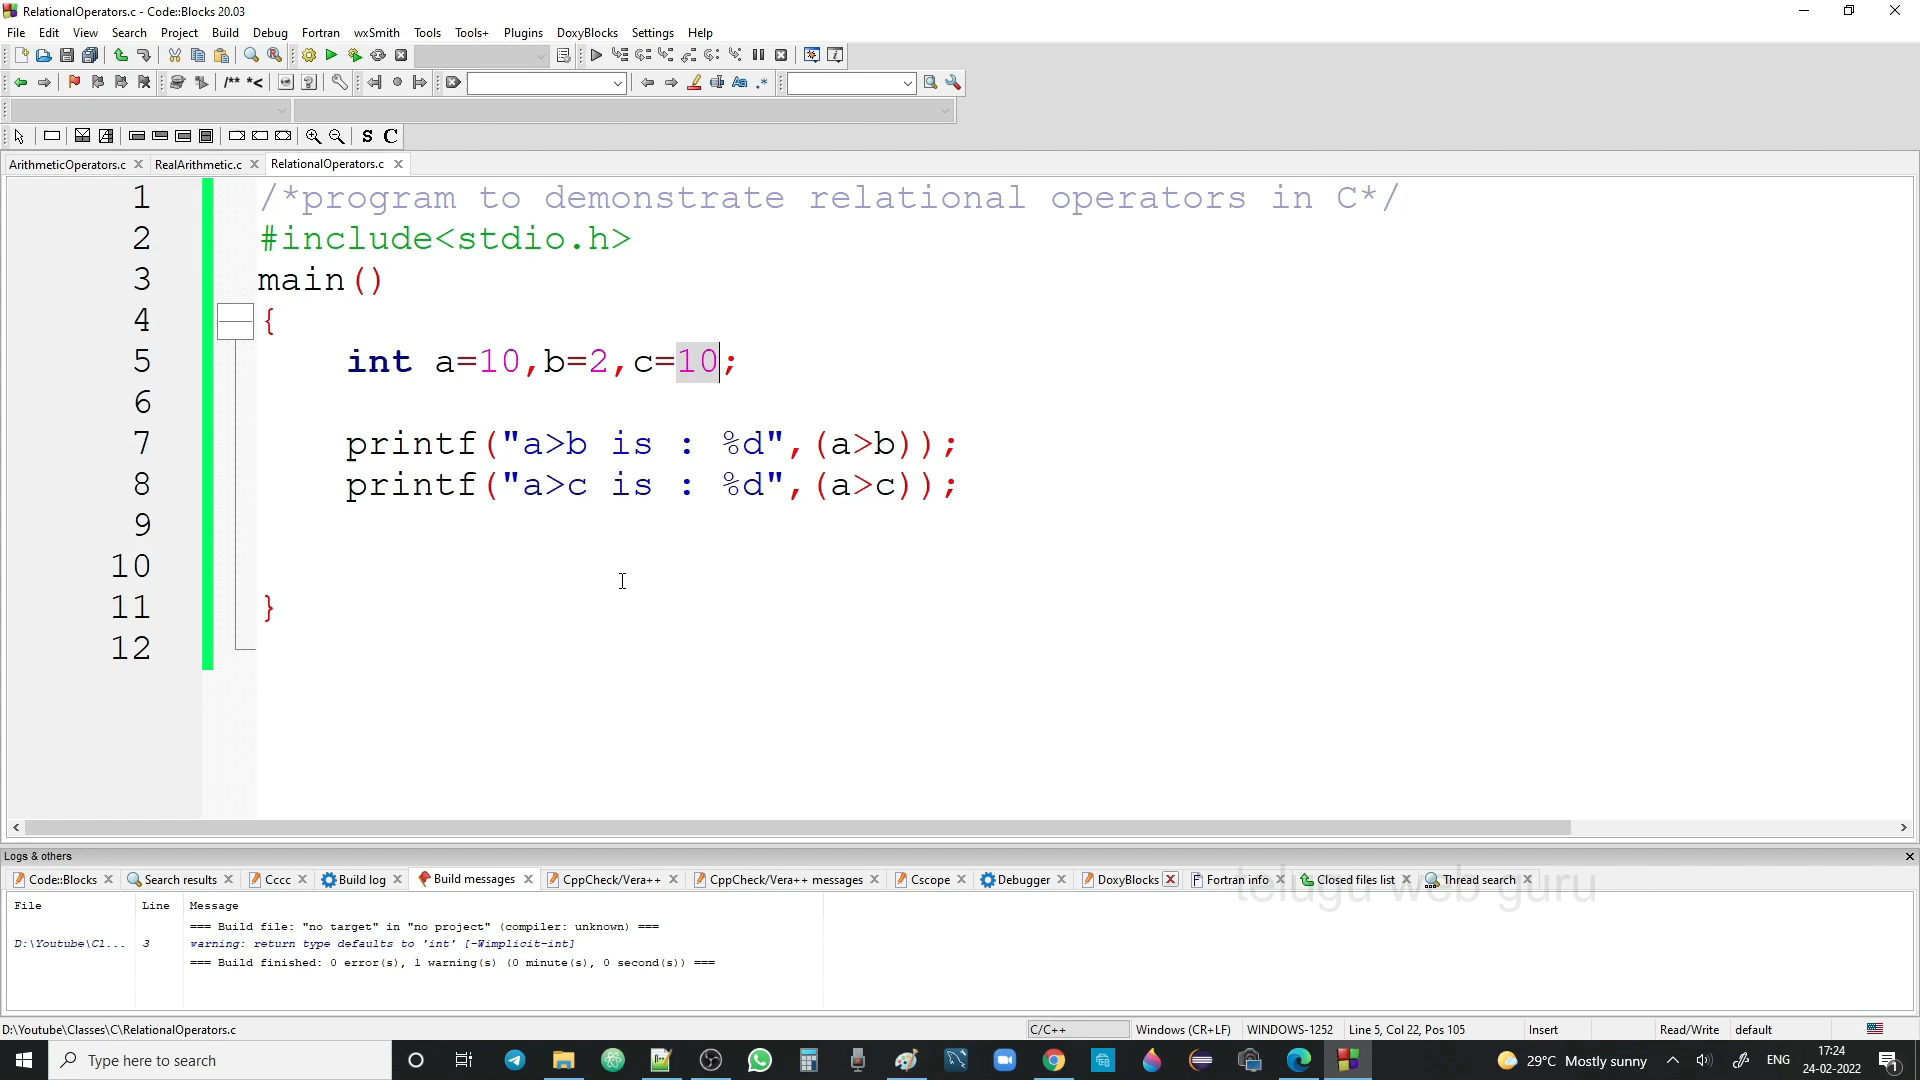 RelationalOperators.c - Code::Blocks 20.03
File Edit View Search Project Build Debug Fortran wxSmith Tools Tools+ Plugins DoxyBlocks Settings Help
/** *<
S C
ArithmeticOperators.c RealArithmetic.c RelationalOperators.c
1 /*program to demonstrate relational operators in C*/
2 #include<stdio.h>
3 main()
4 {
5 int a=10,b=2,c=10;
6
7 printf("a>b is : %d",(a>b));
8 printf("a>c is : %d",(a>c));
9
10
11 }
12
Logs & others
Code::Blocks Search results Cccc Build log Build messages CppCheck/Vera++ CppCheck/Vera++ messages Cscope Debugger DoxyBlocks Fortran info Closed files list Thread search
telugu web guru
File Line Message
=== Build file: "no target" in "no project" (compiler: unknown) ===
D:\Youtube\Cl... 3 warning: return type defaults to 'int' [-Wimplicit-int]
=== Build finished: 0 error(s), 1 warning(s) (0 minute(s), 0 second(s)) ===
D:\Youtube\Classes\C\RelationalOperators.c C/C++ Windows (CR+LF) WINDOWS-1252 Line 5, Col 22, Pos 105 Insert Read/Write default
Type here to search 29°C Mostly sunny ENG 17:24
24-02-2022 1